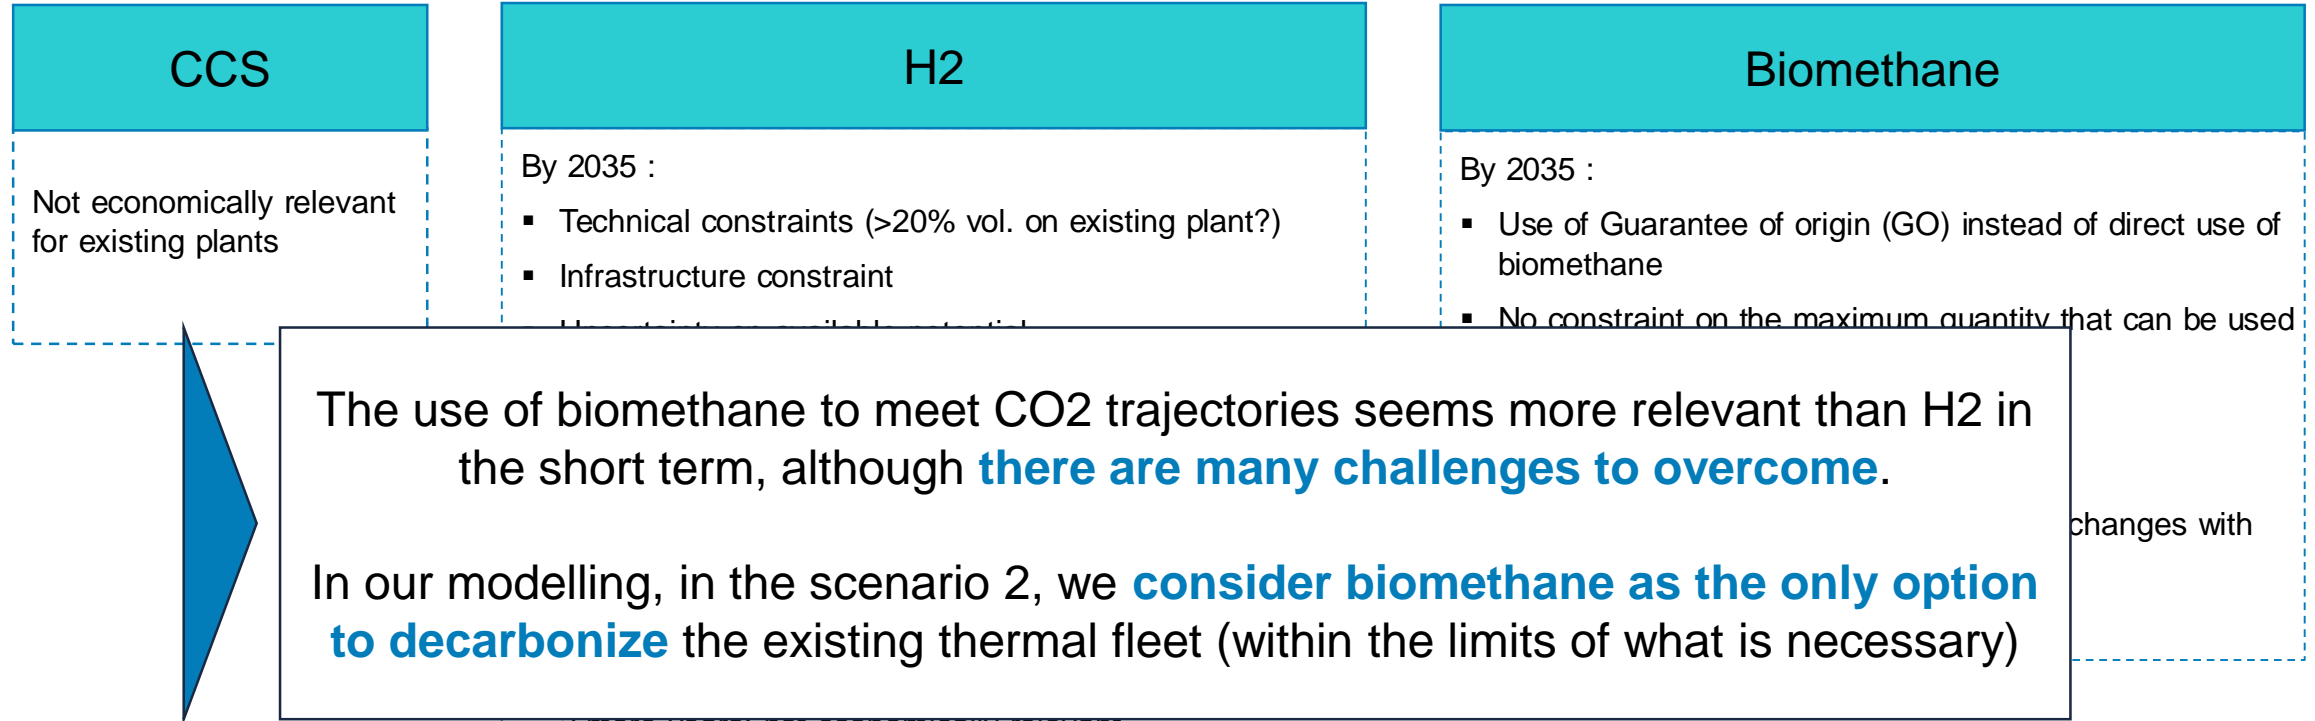 CCS
Not economically relevant
for existing plants
H2
By 2035 :
▪ Technical constraints (>20% vol. on existing plant?)
▪ Infrastructure constraint
Uncertainty on available potential
Biomethane
By 2035 :
▪ Use of Guarantee of origin (GO) instead of direct use of
biomethane
▪ No constraint on the maximum quantity that can be used
changes with
The use of biomethane to meet CO2 trajectories seems more relevant than H2 in
the short term, although there are many challenges to overcome.
In our modelling, in the scenario 2, we consider biomethane as the only option
to decarbonize the existing thermal fleet (within the limits of what is necessary)